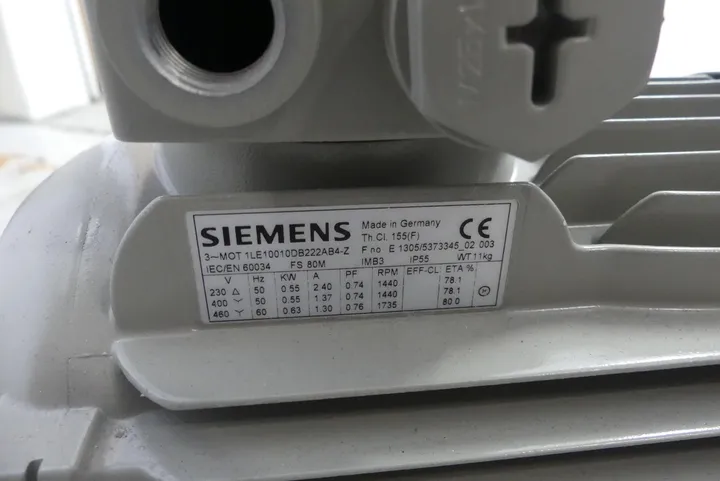 SIEMENS Made in Germany CE
Th.Cl. 155(F)
3~MOT 1LE10010DB222AB4-Z F no E 1305/5373345_02 003
IEC/EN 60034 FS 80M IMB3 IP55 WT 11kg
V Hz KW A PF RPM EFF-CL ETA %
230 △ 50 0.55 2.40 0.74 1440 78.1
400 Y 50 0.55 1.37 0.74 1440 78.1
460 Y 60 0.63 1.30 0.76 1735 80.0